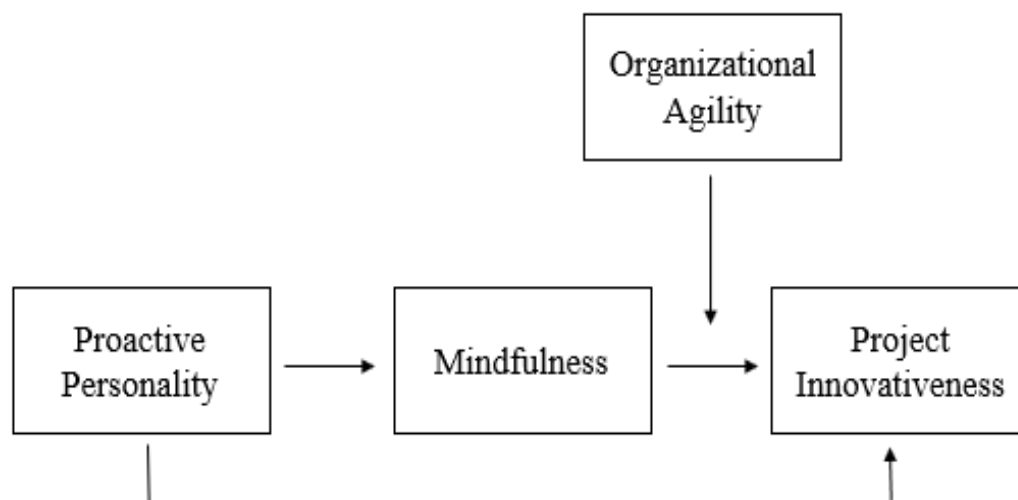 Organizational
Agility
Proactive
Personality
Mindfulness
Project
Innovativeness